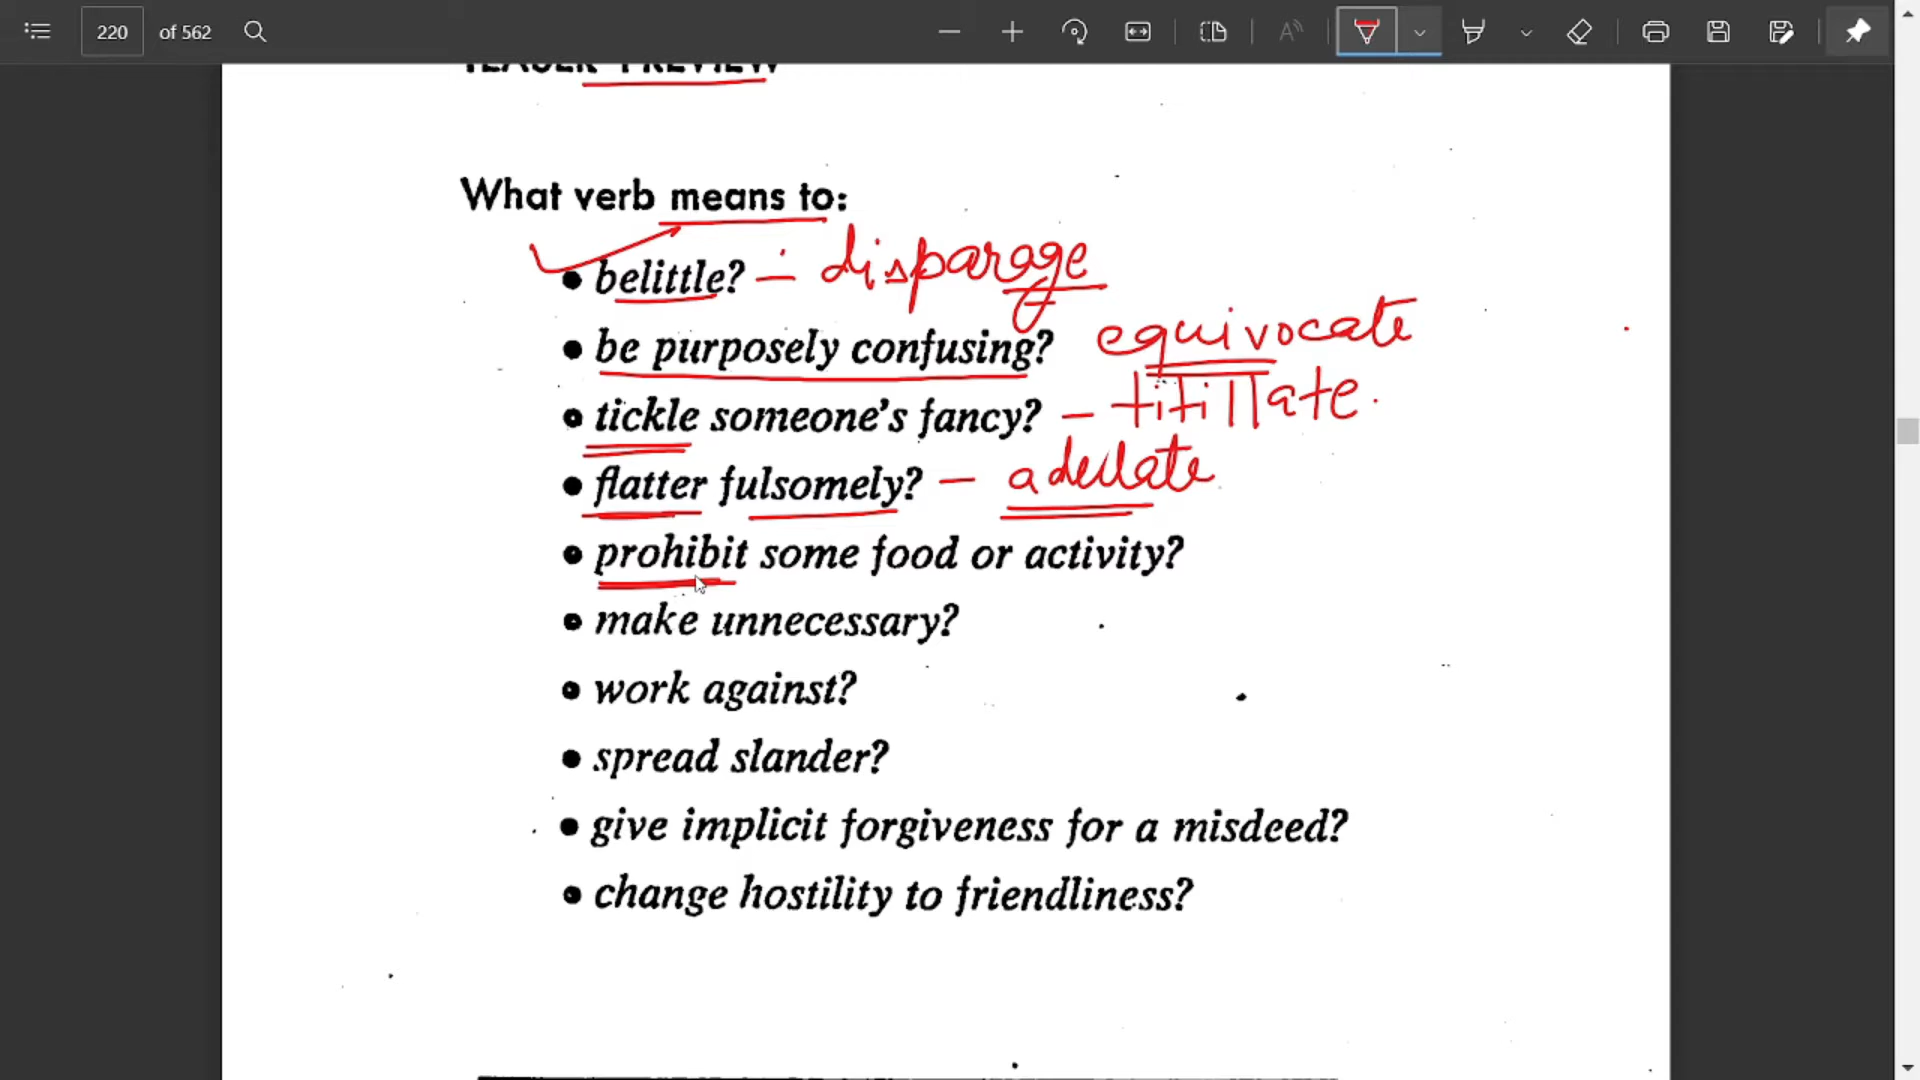 220 of 562
TEASER PREVIEW
What verb means to:
• belittle? – disparage
• be purposely confusing? equivocate
• tickle someone's fancy? – titillate.
• flatter fulsomely? – adulate
• prohibit some food or activity?
• make unnecessary?
• work against?
• spread slander?
• give implicit forgiveness for a misdeed?
• change hostility to friendliness?